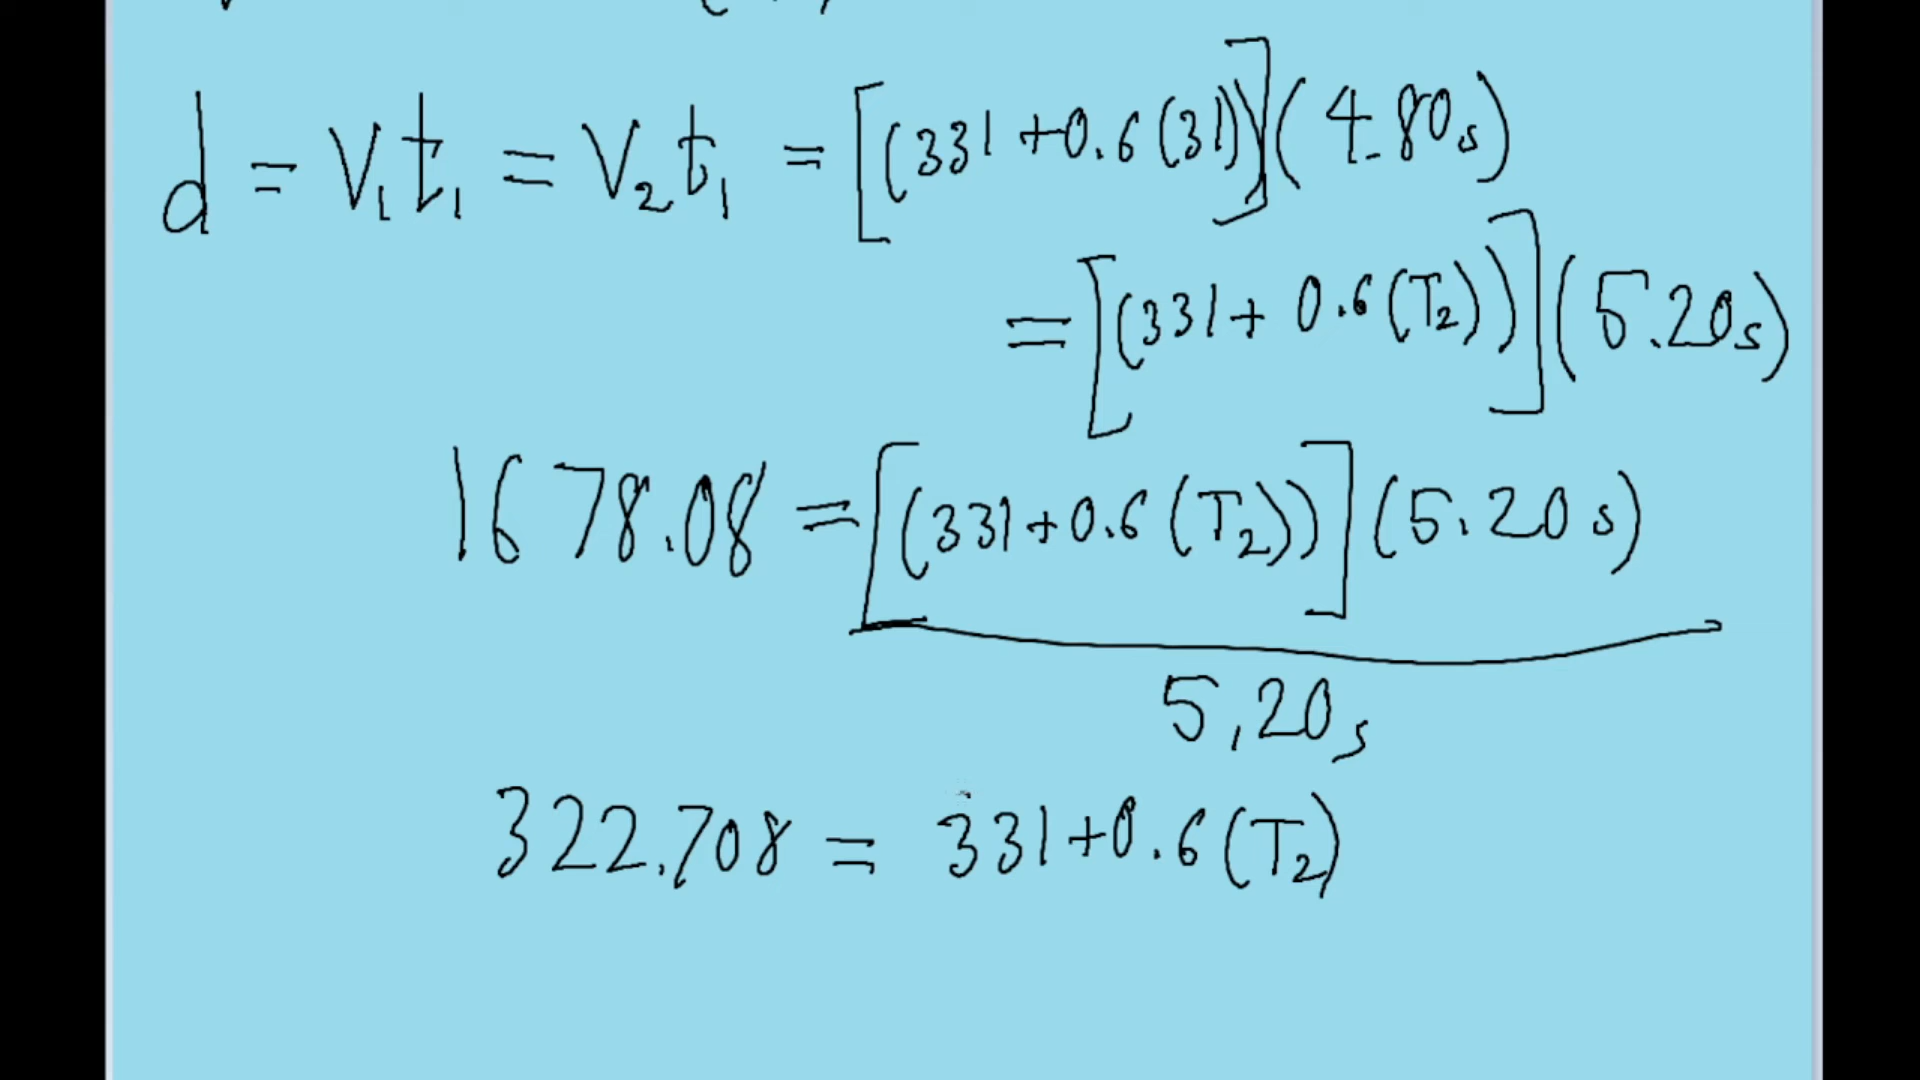 d = V₁t₁ = V₂t₁ = [(331 + 0.6 (31))] (4.80s)
= [(331 + 0.6 (T₂))] (5.20s)
1678.08 = [(331 + 0.6 (T₂))] (5.20 s)
5,20s
322.708 = 331 + 0.6 (T₂)